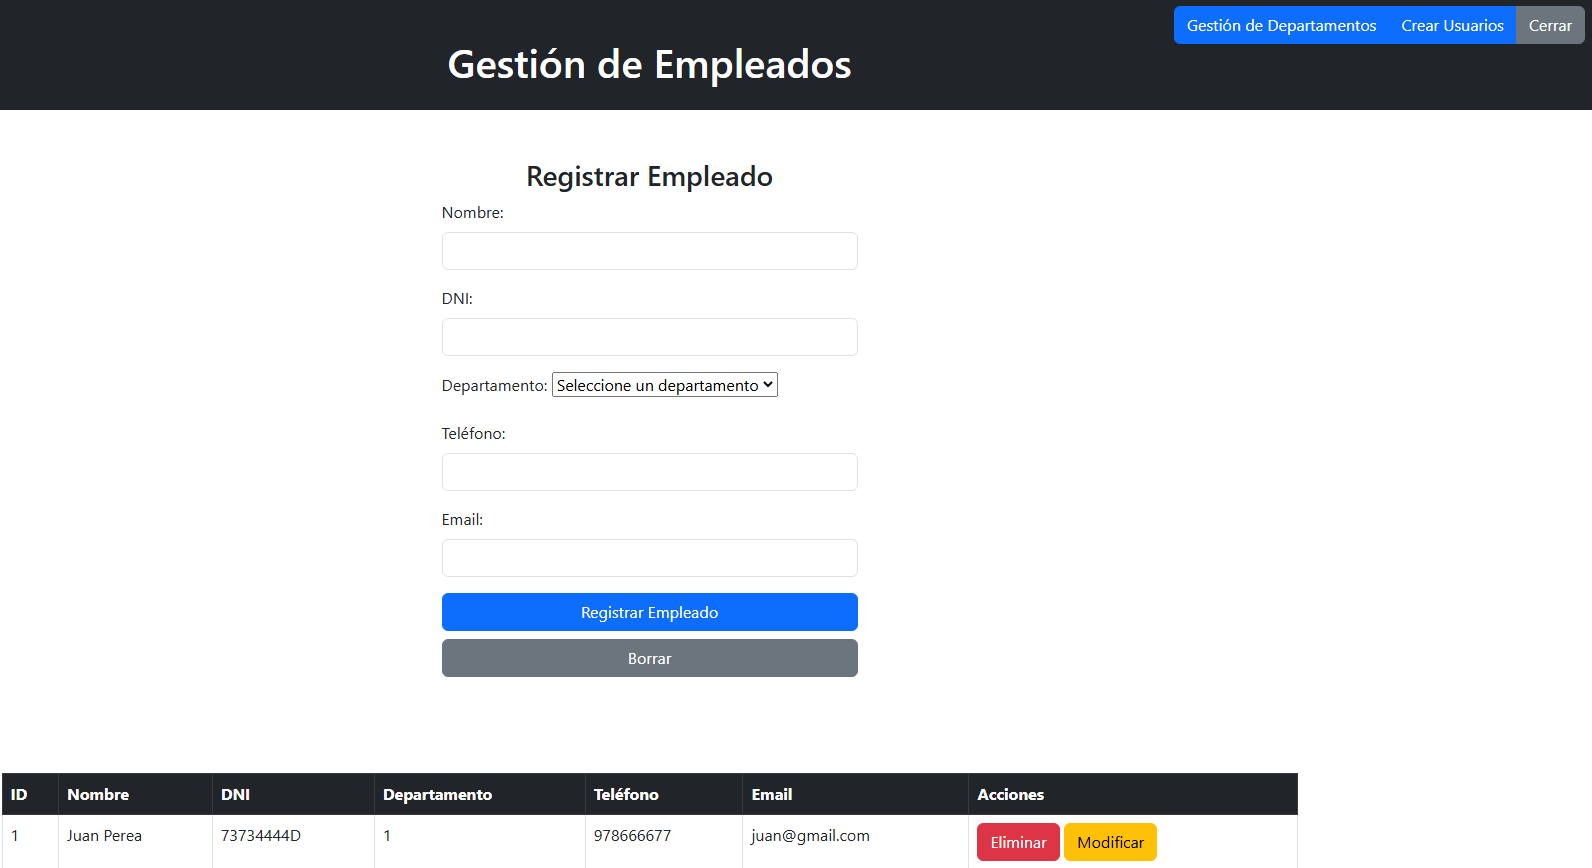 Gestión de Departamentos Crear Usuarios Cerrar
Gestión de Empleados
Registrar Empleado
Nombre:
DNI:
Departamento: Seleccione un departamento
Teléfono:
Email:
Registrar Empleado
Borrar
ID Nombre DNI Departamento Teléfono Email Acciones
1 Juan Perea 73734444D 1 978666677 juan@gmail.com Eliminar Modificar